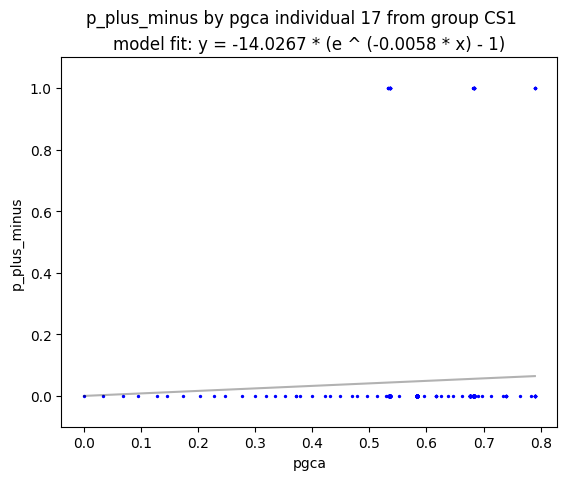 p_plus_minus by pgca individual 17 from group CS1
model fit: y = -14.0267 * (e ^ (-0.0058 * x) - 1)
1.0
0.8
0.6
0.4
0.2
0.0
p_plus_minus
0.0 0.1 0.2 0.3 0.4 0.5 0.6 0.7 0.8
pgca